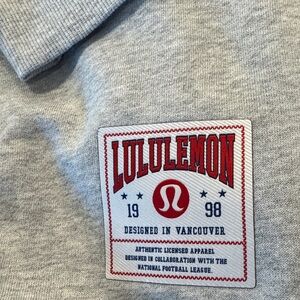 LULULEMON
19 98
DESIGNED IN VANCOUVER
AUTHENTIC LICENSED APPAREL
DESIGNED IN COLLABORATION WITH THE
NATIONAL FOOTBALL LEAGUE.